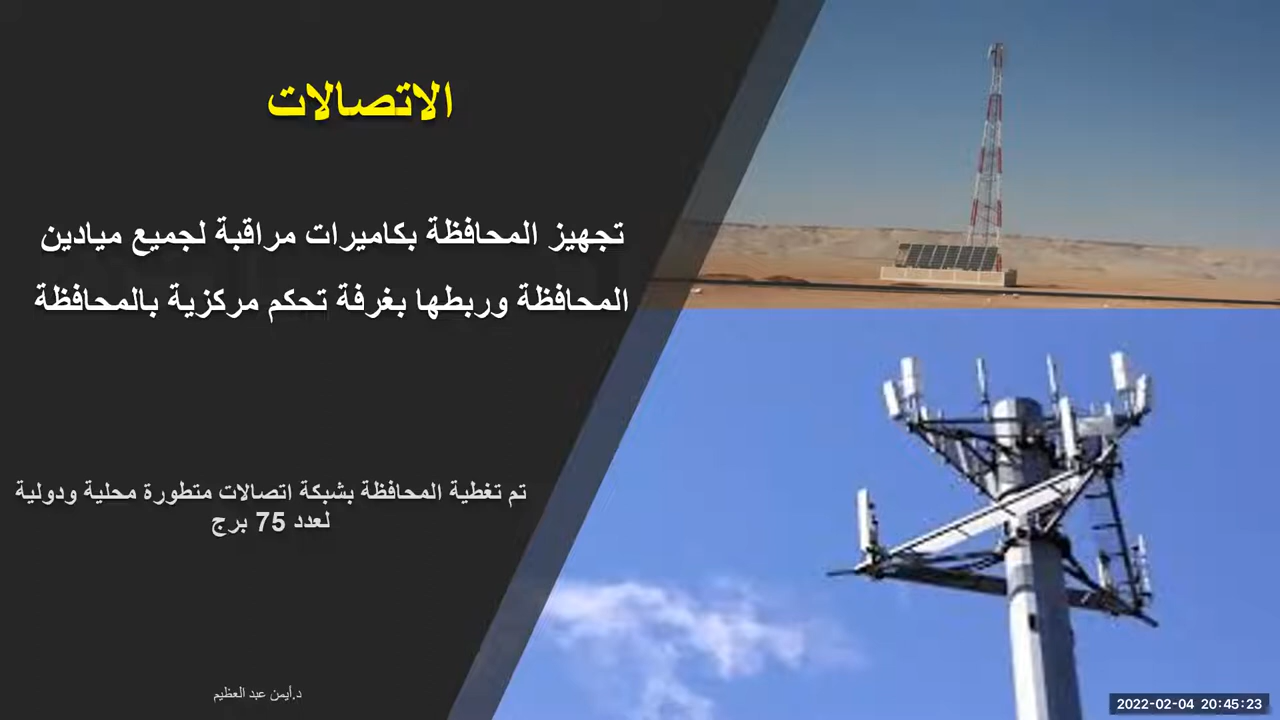 الاتصالات
تجهيز المحافظة بكاميرات مراقبة لجميع ميادين
المحافظة وربطها بغرفة تحكم مركزية بالمحافظة
تم تغطية المحافظة بشبكة اتصالات متطورة محلية ودولية
لعدد 75 برج
د.أيمن عبد العظيم
2022-02-04 20:45:23